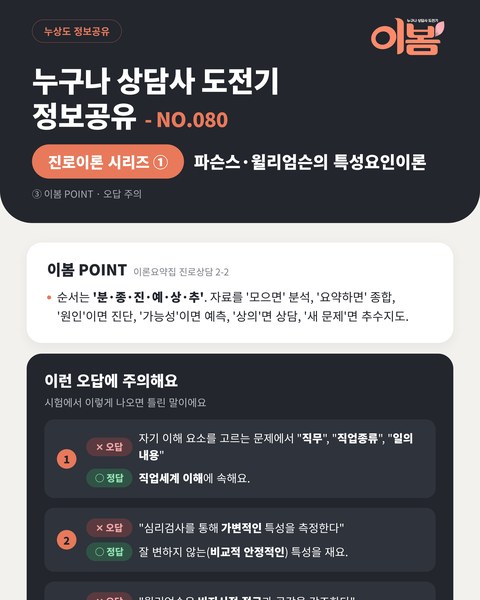 누상도 정보공유
누구나 상담사 도전기
이봄
누구나 상담사 도전기
정보공유 - NO.080
진로이론 시리즈 ① 파슨스·윌리엄슨의 특성요인이론
③ 이봄 POINT · 오답 주의
이봄 POINT 이론요약집 진로상담 2-2
순서는 '분·종·진·예·상·추'. 자료를 '모으면' 분석, '요약하면' 종합,
'원인'이면 진단, '가능성'이면 예측, '상의'면 상담, '새 문제'면 추수지도.
이런 오답에 주의해요
시험에서 이렇게 나오면 틀린 말이에요
1
× 오답 자기 이해 요소를 고르는 문제에서 "직무", "직업종류", "일의
내용"
○ 정답 직업세계 이해에 속해요.
2
× 오답 "심리검사를 통해 가변적인 특성을 측정한다"
○ 정답 잘 변하지 않는(비교적 안정적인) 특성을 재요.